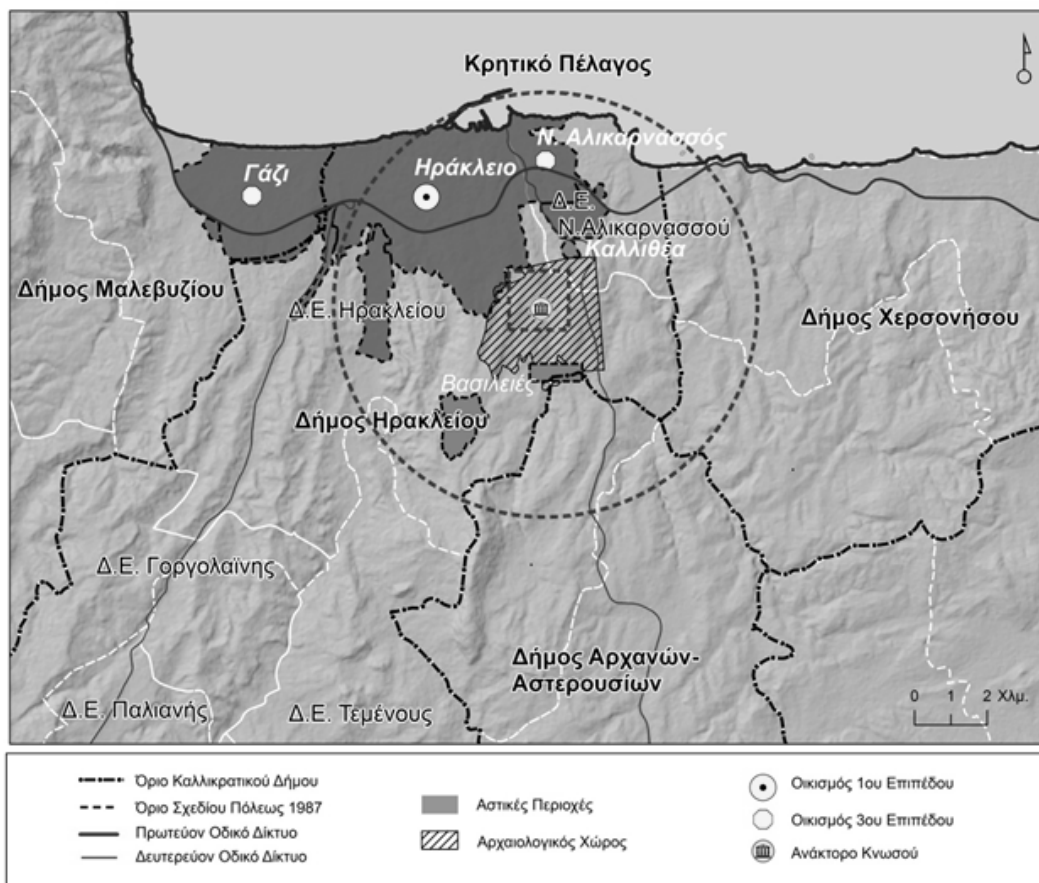 Κρητικό Πέλαγος
Ν. Αλικαρνασσός
Γάζι
Ηράκλειο
Δ.Ε.
Ν.Αλικαρνασσού
Καλλιθέα
Δήμος Μαλεβυζίου
Δ.Ε. Ηρακλείου
Δήμος Χερσονήσου
Βασιλειές
Δήμος Ηρακλείου
Δ.Ε. Γοργολαϊνης
Δήμος Αρχανών-
Αστερουσίων
Δ.Ε. Παλιανής
Δ.Ε. Τεμένους
0 1 2 Χλμ.
Όριο Καλλικρατικού Δήμου
Όριο Σχεδίου Πόλεως 1987
Πρωτεύον Οδικό Δίκτυο
Δευτερεύον Οδικό Δίκτυο
Αστικές Περιοχές
Αρχαιολογικός Χώρος
Οικισμός 1ου Επιπέδου
Οικισμός 3ου Επιπέδου
Ανάκτορο Κνωσού